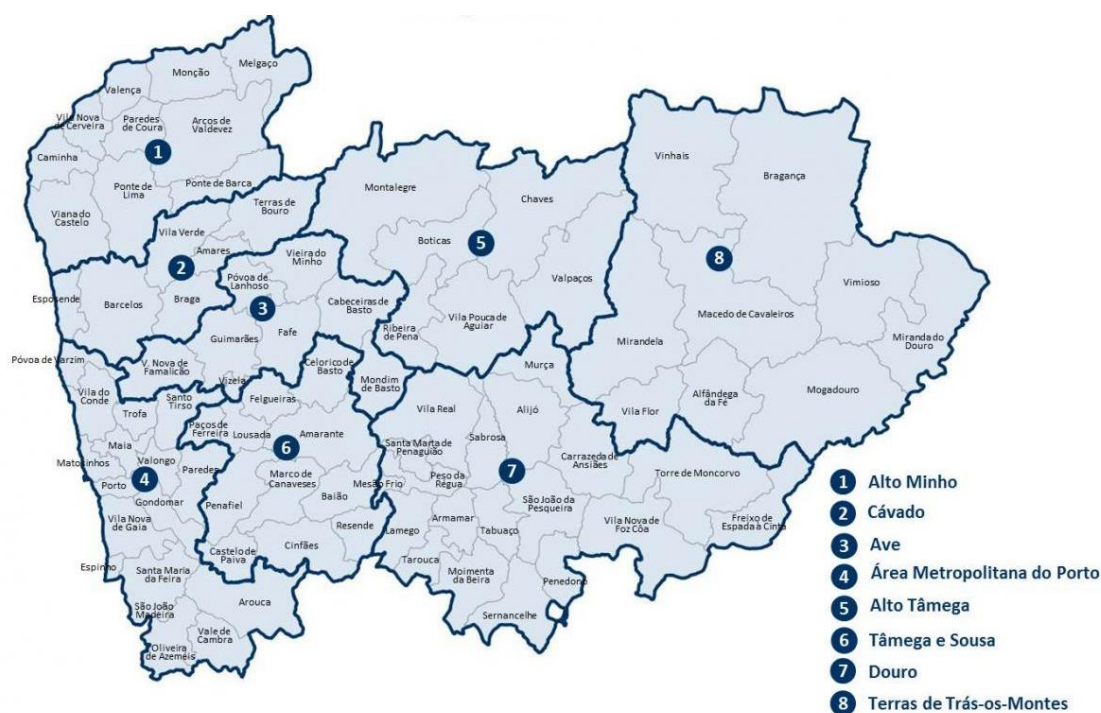 Melgaço
Monção
Valença
Vila Nova
de Cerveira
Paredes
de Coura
Arcos de
Valdevez
1
Caminha
Ponte de
Lima
Ponte de Barca
Viana do
Castelo
Terras de
Bouro
Vila Verde
Amares
2
Esposende
Barcelos
Braga
Vieira do
Minho
Póvoa de
Lanhoso
3
Cabeceiras de
Basto
Fafe
Guimarães
V. Nova de
Famalicão
Vizela
Póvoa de Varzim
Vila do
Conde
Santo
Tirso
Trofa
Maia
Matosinhos
Valongo
Paredes
Porto
4
Gondomar
Vila Nova
de Gaia
Espinho
Santa Maria
da Feira
Arouca
São João
Madeira
Vale de
Cambra
Oliveira
de Azeméis
Montalegre
Chaves
Boticas
5
Valpaços
Vila Pouca de
Aguiar
Ribeira
de Pena
Celorico de
Basto
Mondim
de Basto
Felgueiras
Paços de
Ferreira
Lousada
Amarante
6
Marco de
Canaveses
Baião
Penafiel
Resende
Cinfães
Castelo de
Paiva
Murça
Vila Real
Alijó
Sabrosa
Santa Marta de
Penaguião
Carrazeda de
Ansiães
7
Peso da
Régua
Mesão Frio
São João da
Pesqueira
Torre de Moncorvo
Armamar
Lamego
Tabuaço
Vila Nova de
Foz Côa
Freixo de
Espada à Cinta
Tarouca
Moimenta
da Beira
Penedono
Sernancelhe
Vinhais
Bragança
8
Vimioso
Macedo de Cavaleiros
Miranda do
Douro
Mirandela
Mogadouro
Alfândega
da Fé
Vila Flor
1 Alto Minho
2 Cávado
3 Ave
4 Área Metropolitana do Porto
5 Alto Tâmega
6 Tâmega e Sousa
7 Douro
8 Terras de Trás-os-Montes